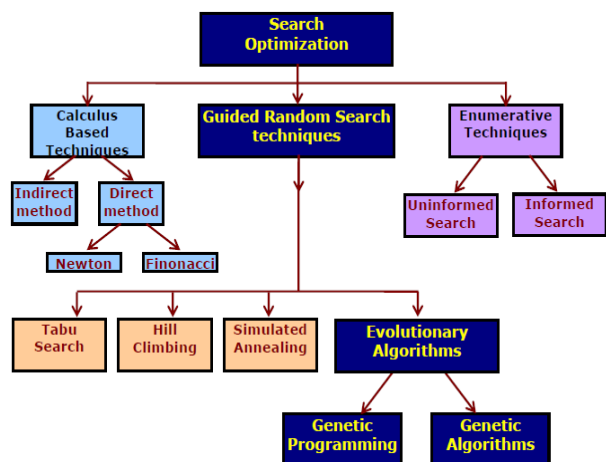 Search
Optimization
Calculus
Based
Techniques
Guided Random Search
techniques
Enumerative
Techniques
Indirect
method
Direct
method
Uninformed
Search
Informed
Search
Newton
Finonacci
Tabu
Search
Hill
Climbing
Simulated
Annealing
Evolutionary
Algorithms
Genetic
Programming
Genetic
Algorithms